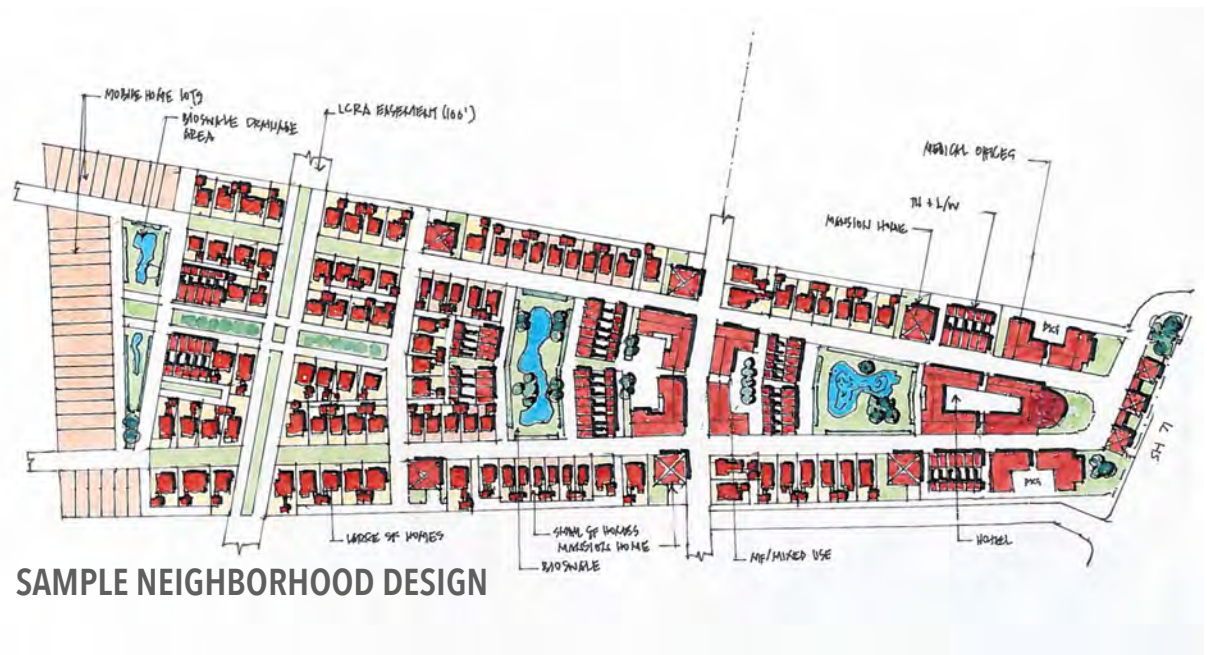 MOBILE HOME LOTS
BIOSWALE DRAINAGE
AREA
LCRA EASEMENT (100')
MEDICAL OFFICES
TH + L/W
MANSION HOME
PKG
SH 71
PKG
LARGE SF HOMES
SMALL SF HOMES
MANSION HOME
BIOSWALE
MF/MIXED USE
HOTEL
SAMPLE NEIGHBORHOOD DESIGN